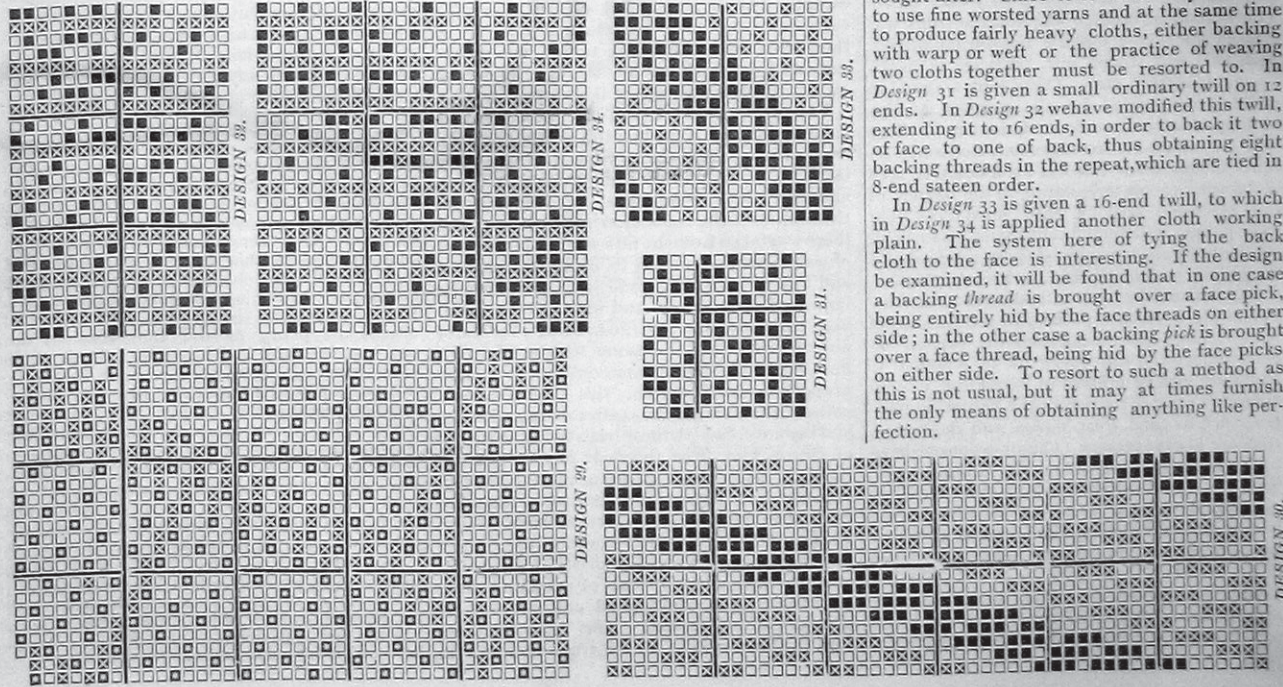 to use fine worsted yarns and at the same time
to produce fairly heavy cloths, either backing
with warp or weft or the practice of weaving
two cloths together must be resorted to. In
Design 31 is given a small ordinary twill on 12
ends. In Design 32 wehave modified this twill,
extending it to 16 ends, in order to back it two
of face to one of back, thus obtaining eight
backing threads in the repeat,which are tied in
8-end sateen order.
In Design 33 is given a 16-end twill, to which
in Design 34 is applied another cloth working
plain. The system here of tying the back
cloth to the face is interesting. If the design
be examined, it will be found that in one case
a backing thread is brought over a face pick,
being entirely hid by the face threads on either
side; in the other case a backing pick is brought
over a face thread, being hid by the face picks
on either side. To resort to such a method as
this is not usual, but it may at times furnish
the only means of obtaining anything like per-
fection.
DESIGN 32.
DESIGN 34.
DESIGN 33.
DESIGN 31.
DESIGN 29.
DESIGN